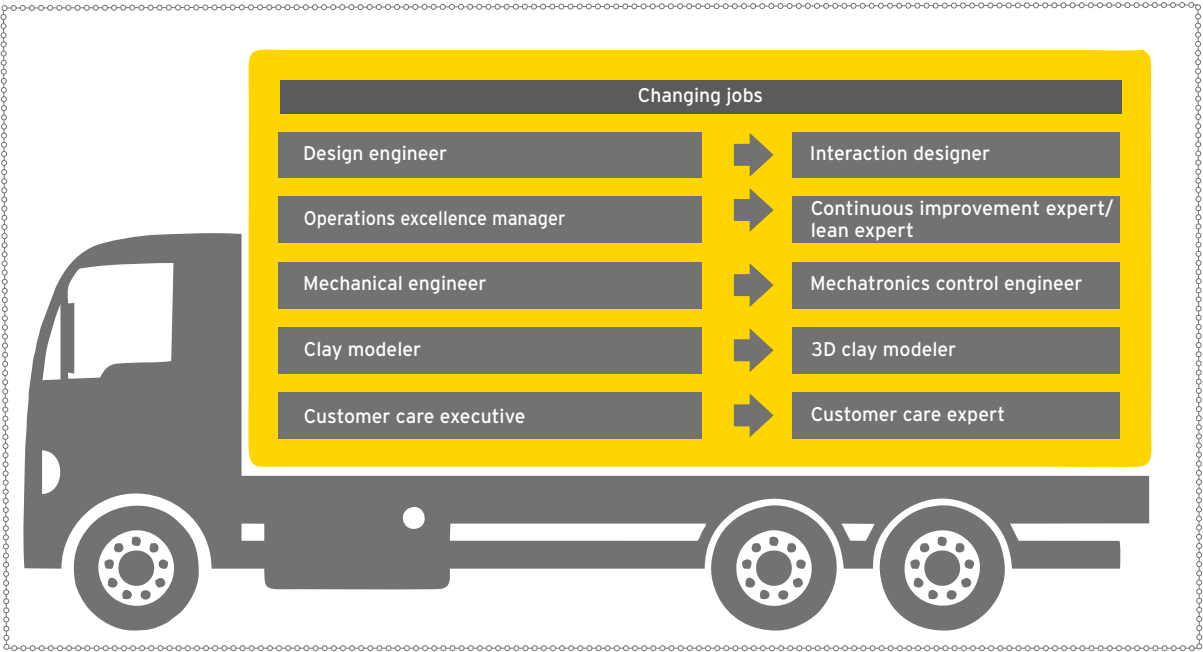 Changing jobs
Design engineer
Interaction designer
Operations excellence manager
Continuous improvement expert/
lean expert
Mechanical engineer
Mechatronics control engineer
Clay modeler
3D clay modeler
Customer care executive
Customer care expert